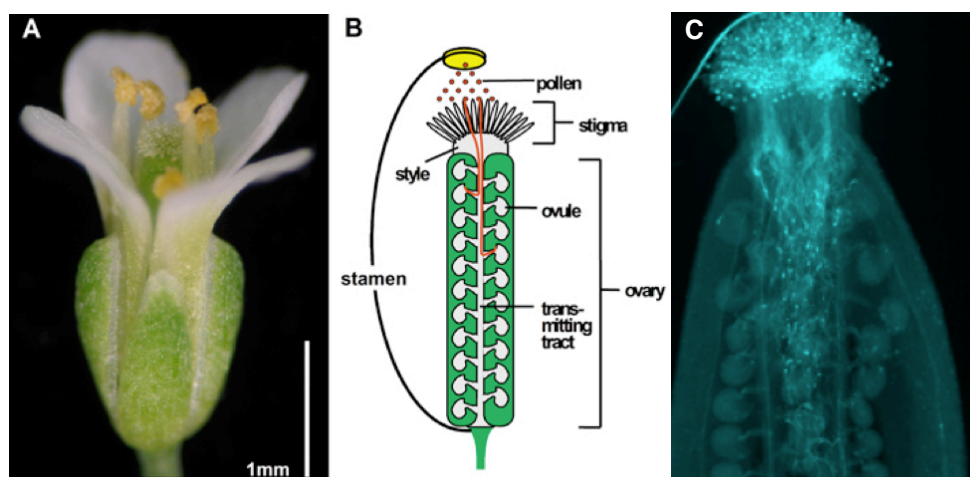 A
1mm
B
pollen
stigma
style
ovule
stamen
ovary
trans-
mitting
tract
C